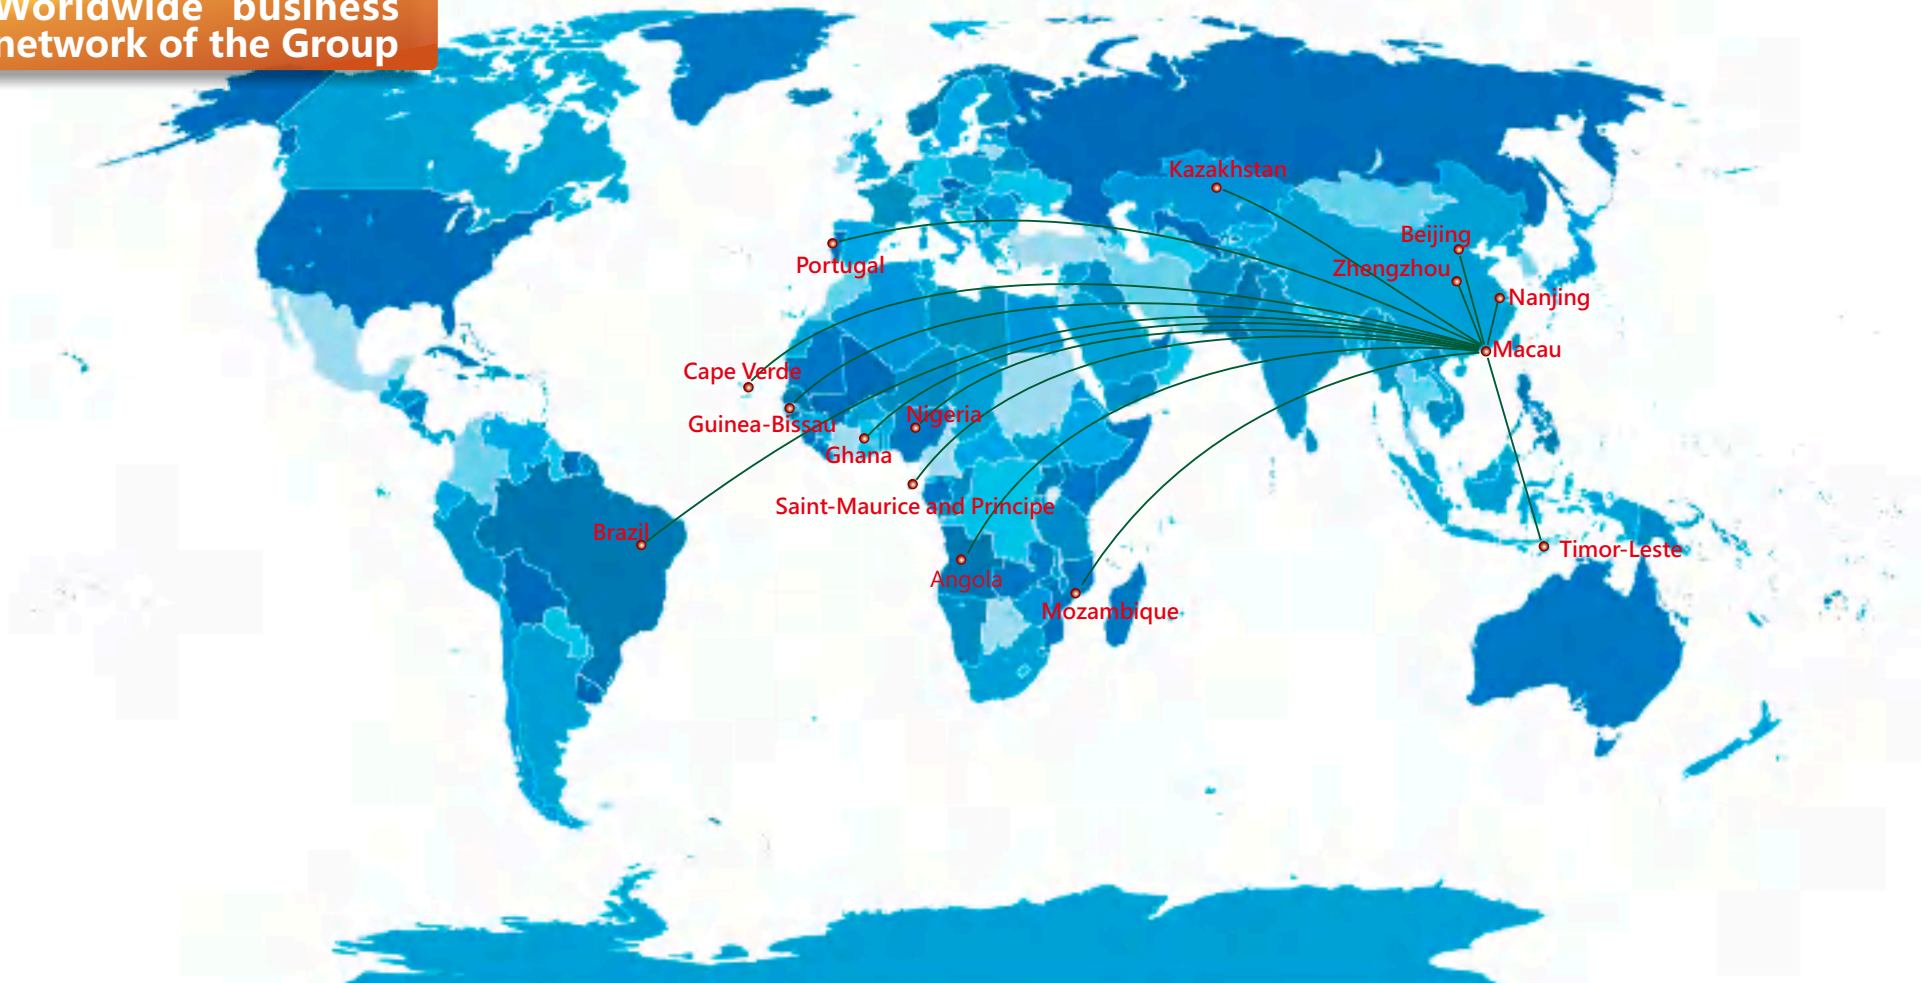 Worldwide business
network of the Group
Kazakhstan
Beijing
Portugal
Zhengzhou
Nanjing
Macau
Cape Verde
Nigeria
Guinea-Bissau
Ghana
Saint-Maurice and Principe
Brazil
Timor-Leste
Angola
Mozambique